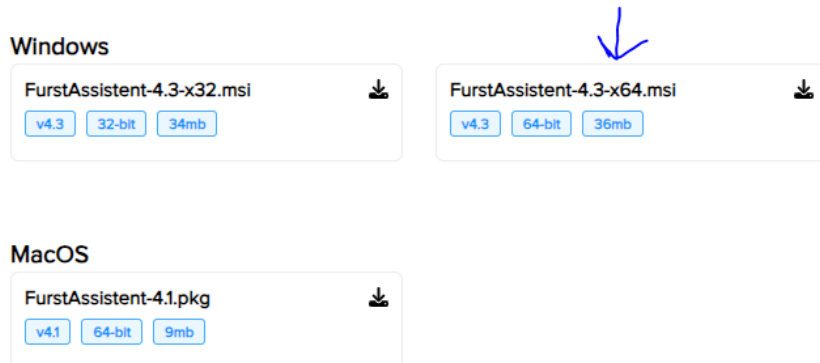 Windows
FurstAssistent-4.3-x32.msi
v4.3 32-bit 34mb
FurstAssistent-4.3-x64.msi
v4.3 64-bit 36mb
MacOS
FurstAssistent-4.1.pkg
v4.1 64-bit 9mb